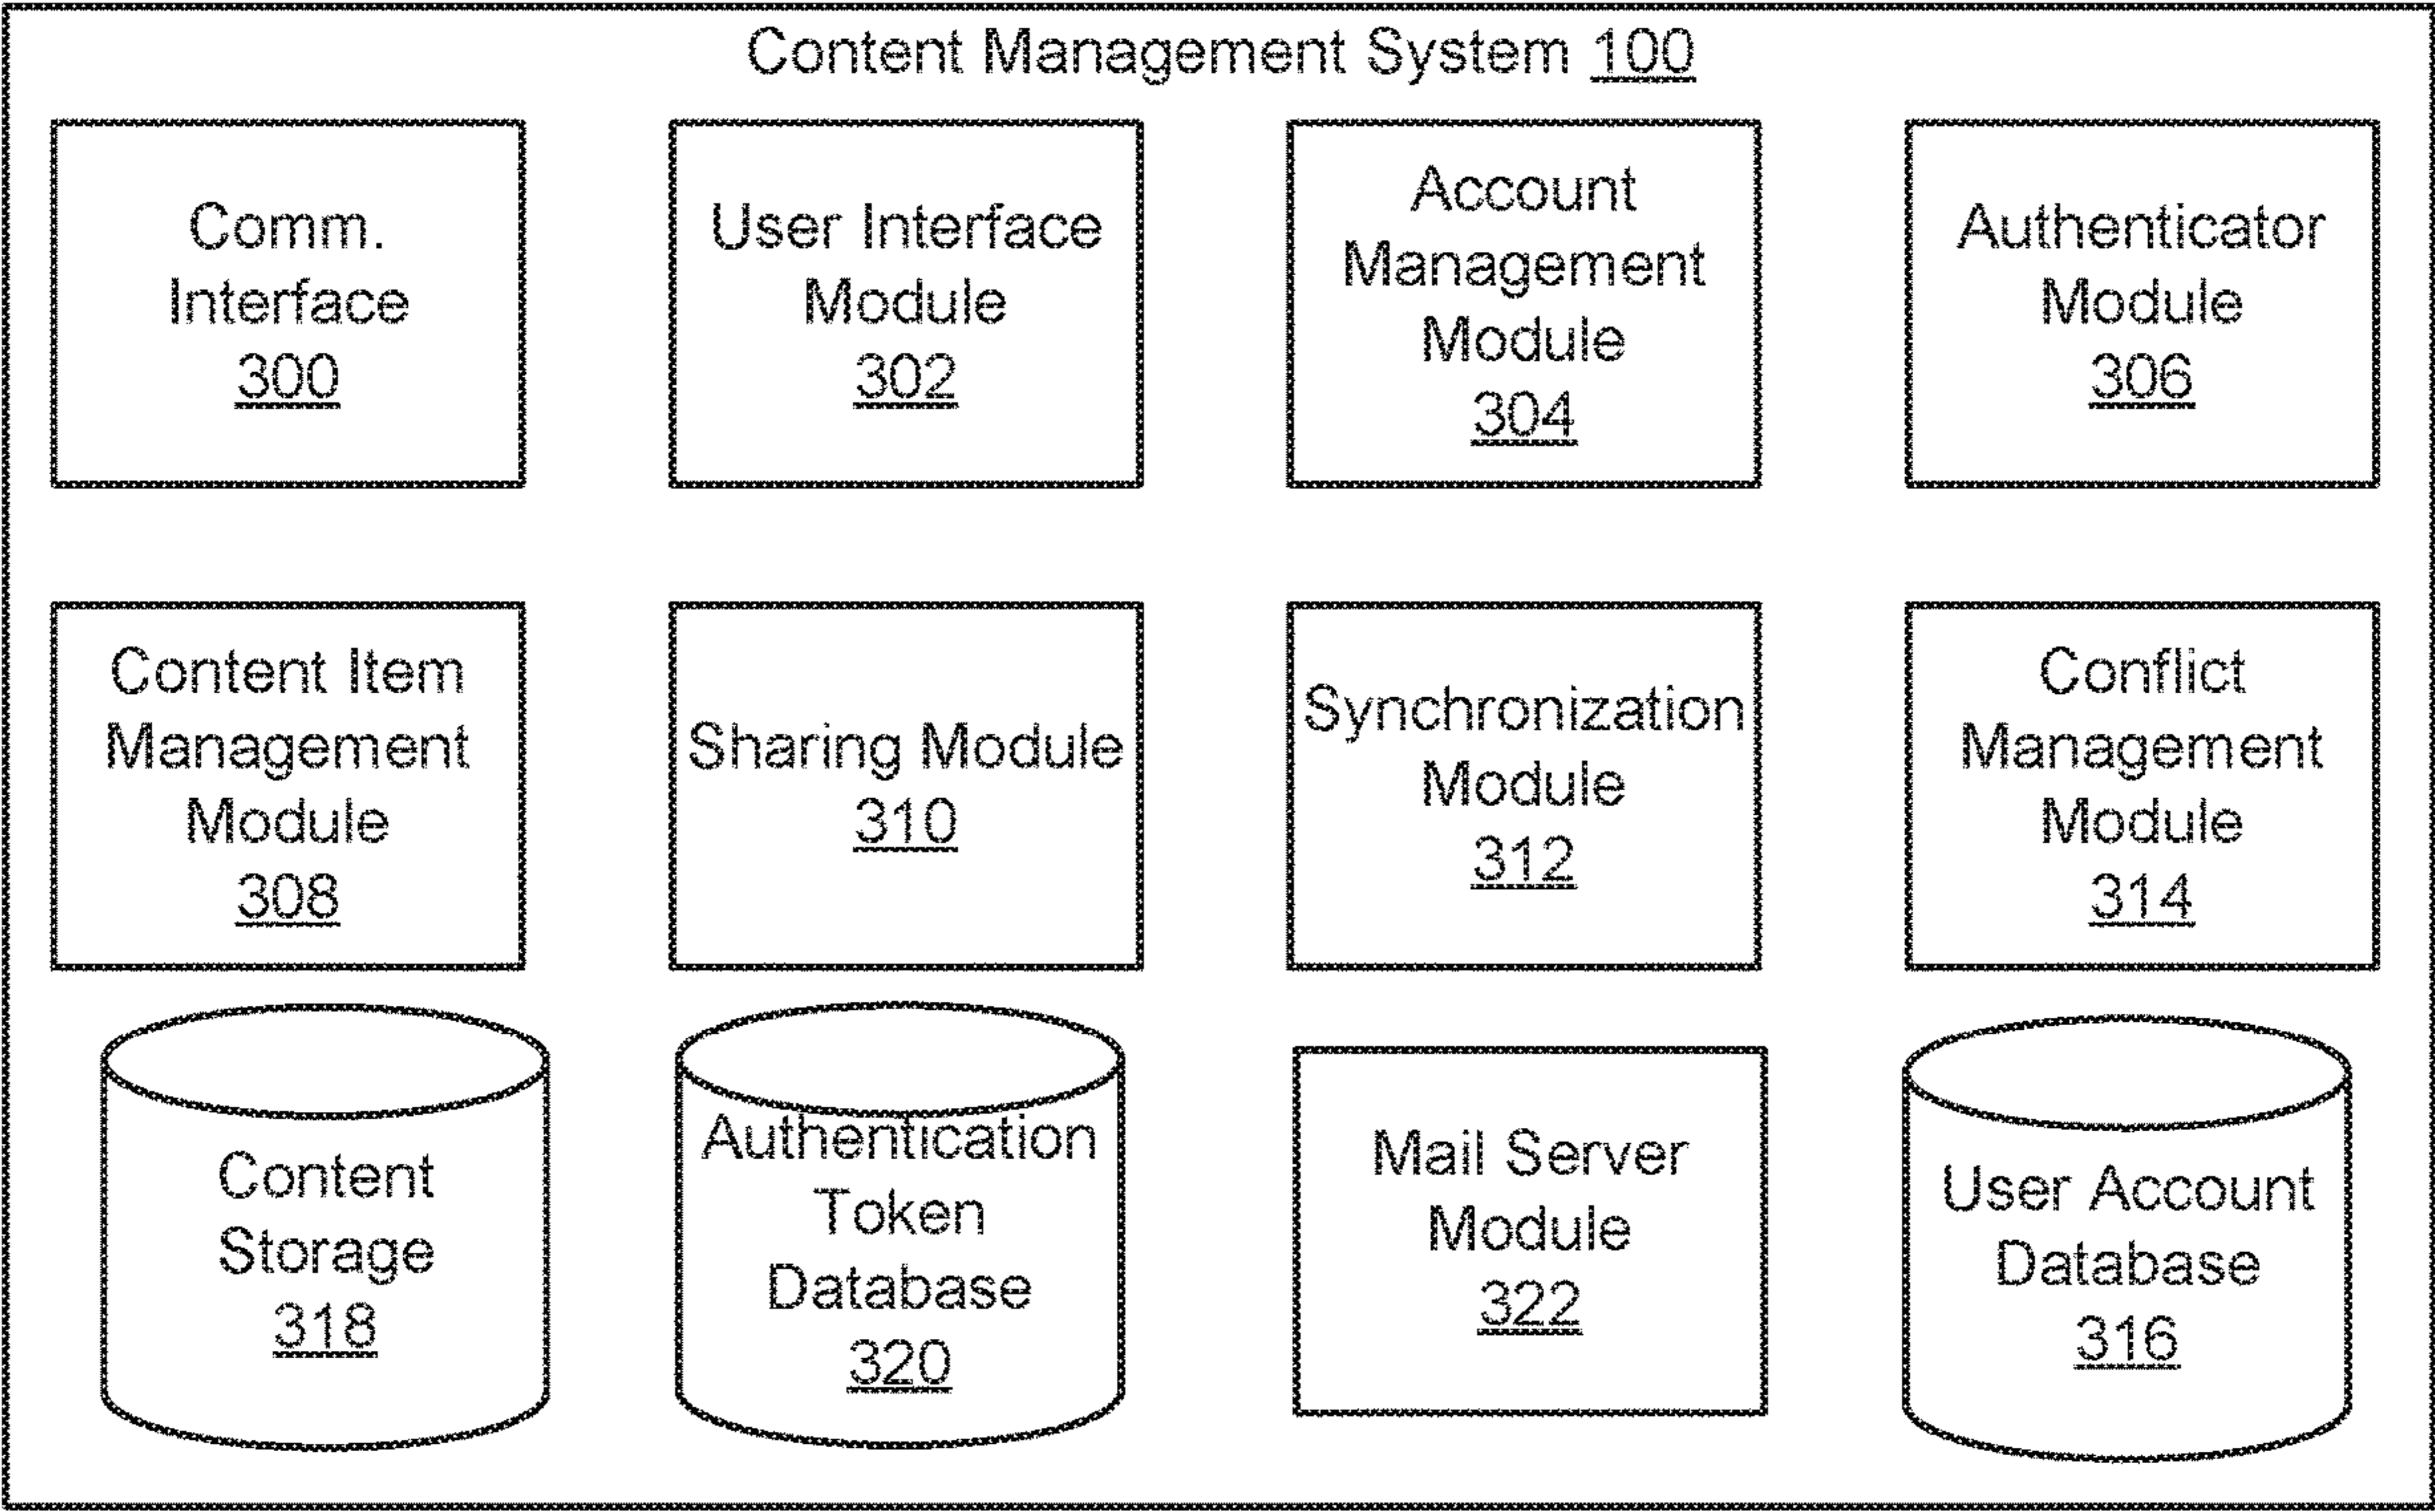 Content Management System 100
Comm.
Interface
300
User Interface
Module
302
Account
Management
Module
304
Authenticator
Module
306
Content Item
Management
Module
308
Sharing Module
310
Synchronization
Module
312
Conflict
Management
Module
314
Content
Storage
318
Authentication
Token
Database
320
Mail Server
Module
322
User Account
Database
316